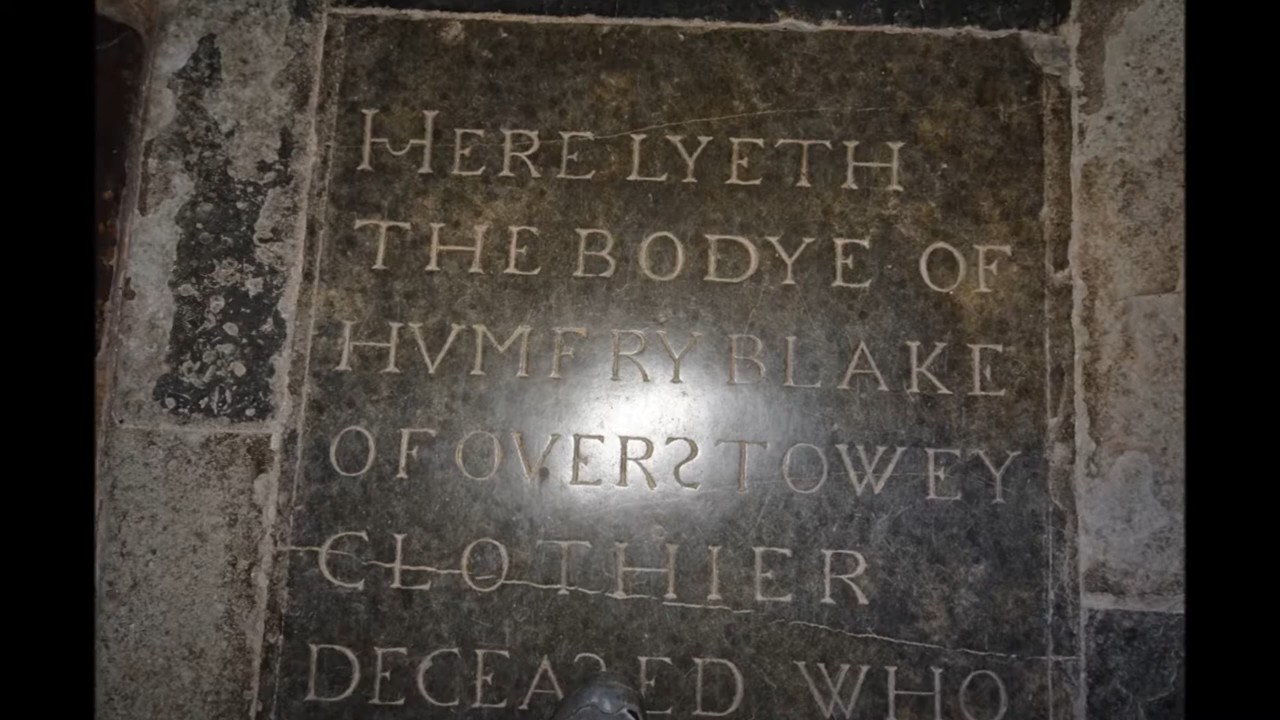 HERE LYETH
THE BODYE OF
HVMFRY BLAKE
OF OVERSTOWEY
CLOTHIER
DECEASED WHO